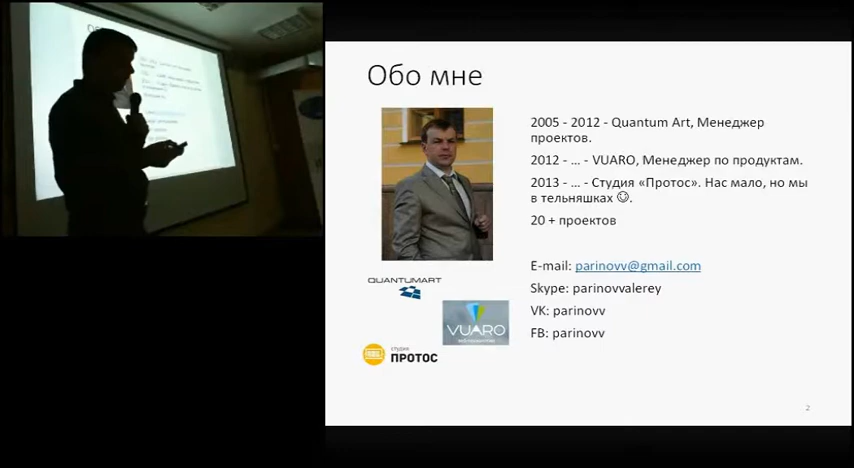 Обо мне
2005 - 2012 - Quantum Art, Менеджер
проектов.
2012 - ... - VUARO, Менеджер по продуктам.
2013 - ... - Студия «Протос». Нас мало, но мы
в тельняшках ☺.
20 + проектов
E-mail: parinovv@gmail.com
Skype: parinovvalerey
VK: parinovv
FB: parinovv
QUANTUMART
VUARO
студия
ПРОТОС
2